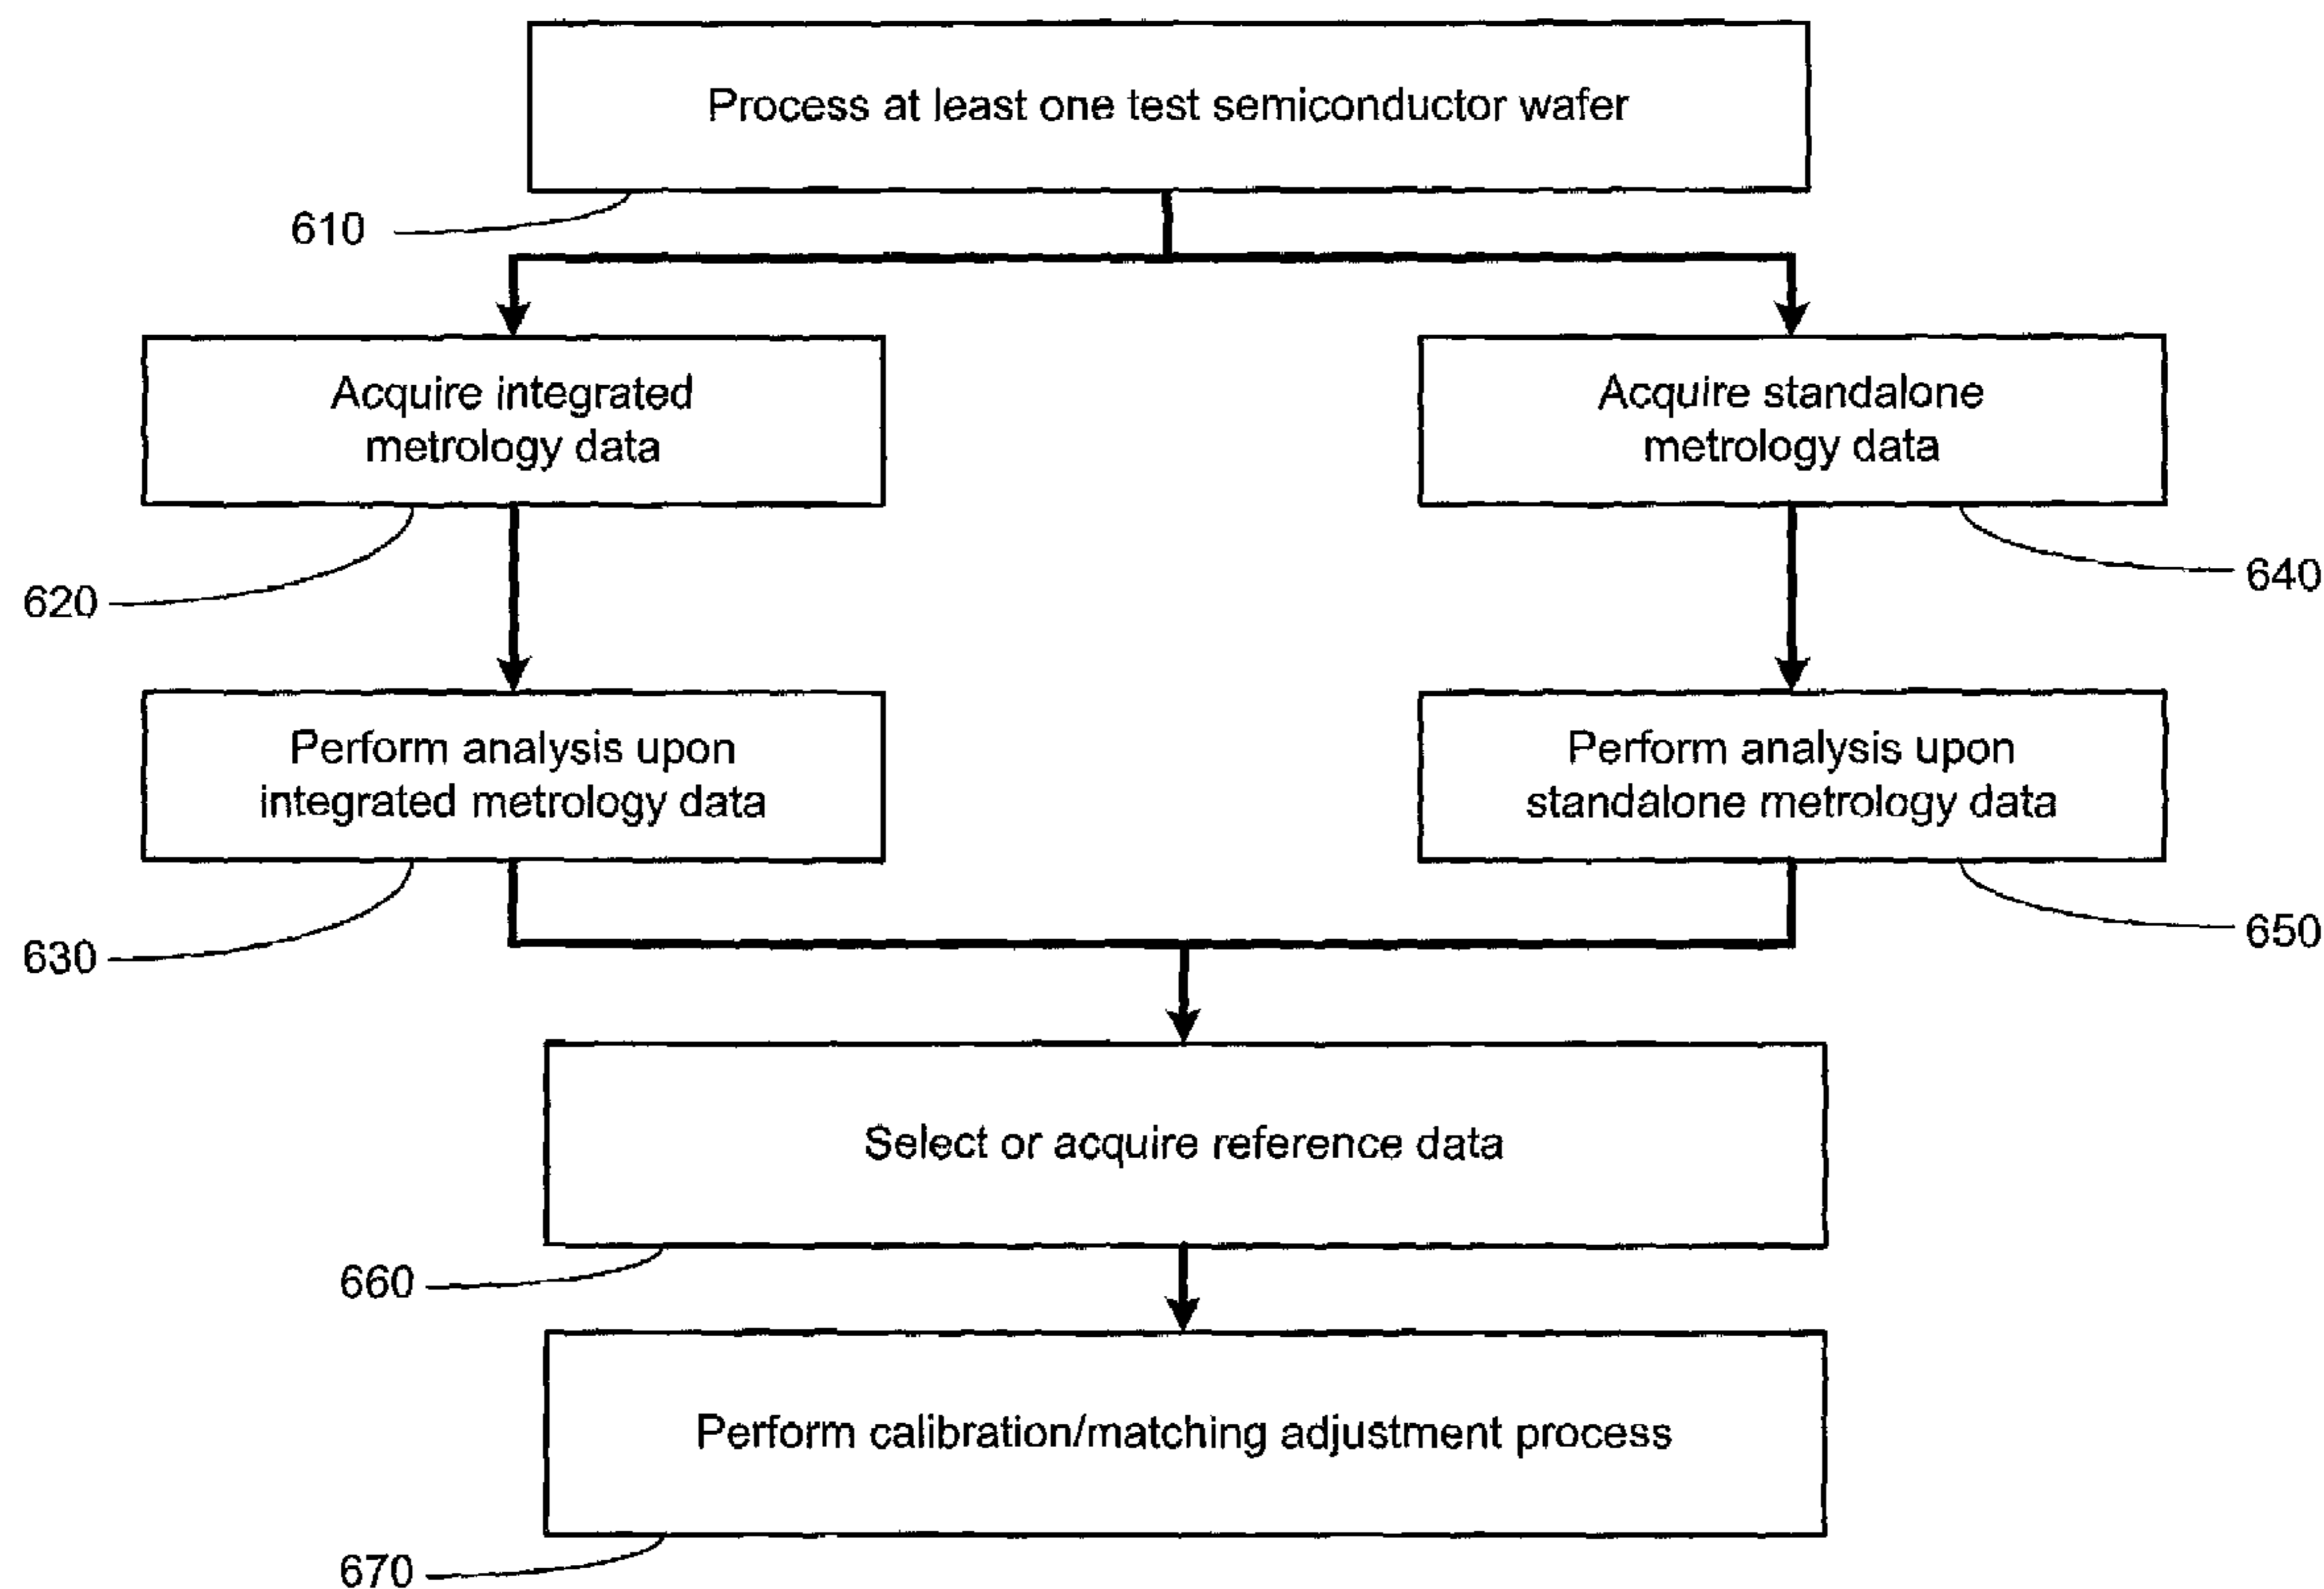 Process at least one test semiconductor wafer
610
Acquire integrated
metrology data
620
Acquire standalone
metrology data
640
Perform analysis upon
integrated metrology data
630
Perform analysis upon
standalone metrology data
650
Select or acquire reference data
660
Perform calibration/matching adjustment process
670